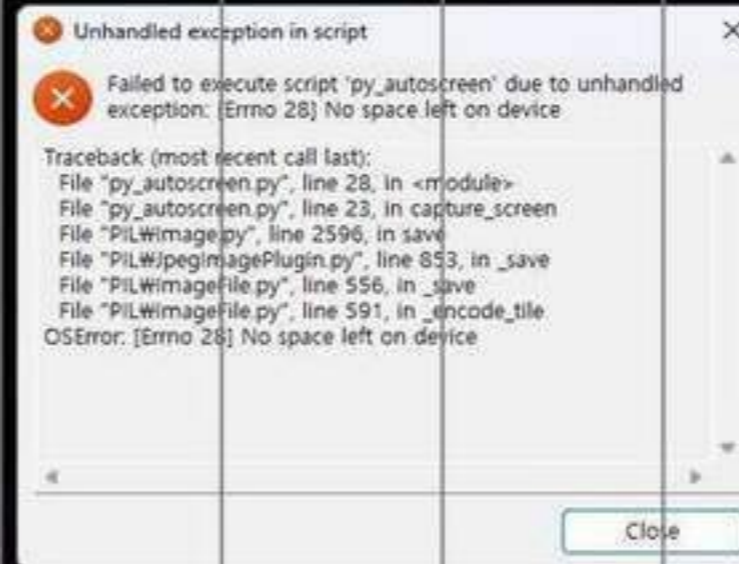 Unhandled exception in script
Failed to execute script 'py_autoscreen' due to unhandled
exception: [Errno 28] No space left on device
Traceback (most recent call last):
File "py_autoscreen.py", line 28, in <module>
File "py_autoscreen.py", line 23, in capture_screen
File "PIL₩Image.py", line 2596, in save
File "PIL₩JpegImagePlugin.py", line 853, in _save
File "PIL₩ImageFile.py", line 556, in _save
File "PIL₩ImageFile.py", line 591, in _encode_tile
OSError: [Errno 28] No space left on device
Close